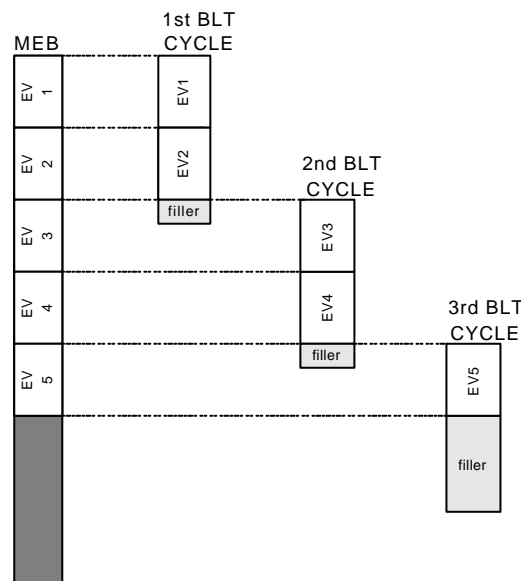 1st BLT
CYCLE
MEB
EV 1
EV1
EV 2
EV2
2nd BLT
CYCLE
filler
EV 3
EV3
EV 4
EV4
3rd BLT
CYCLE
filler
EV 5
EV5
filler